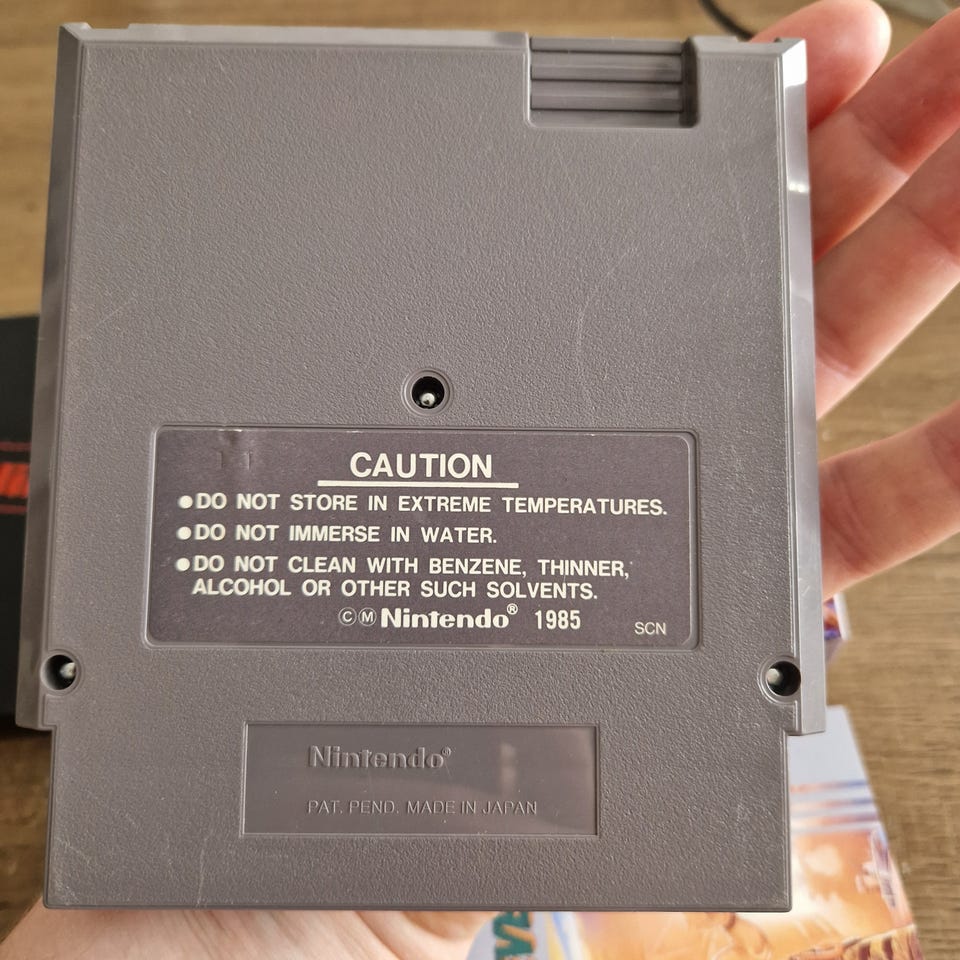 CAUTION
●DO NOT STORE IN EXTREME TEMPERATURES.
●DO NOT IMMERSE IN WATER.
●DO NOT CLEAN WITH BENZENE, THINNER,
ALCOHOL OR OTHER SUCH SOLVENTS.
ⒸⓂNintendo® 1985
SCN
Nintendo®
PAT. PEND. MADE IN JAPAN